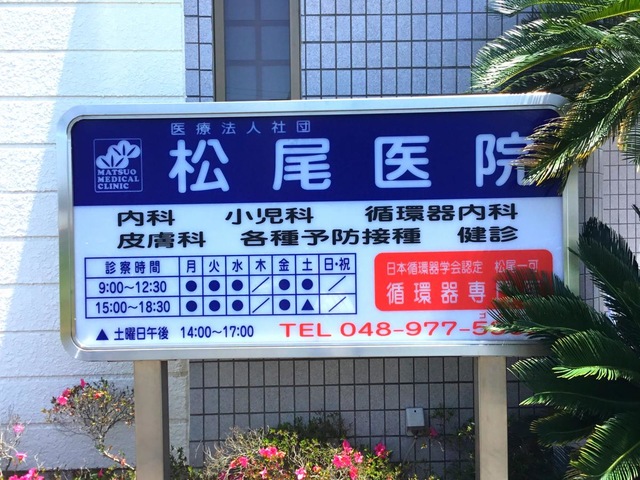 医療法人社団
松尾医院
MATSUO
MEDICAL
CLINIC
内科 小児科 循環器内科
皮膚科 各種予防接種 健診
診察時間 月 火 水 木 金 土 日・祝
9:00〜12:30 ● ● ● ／ ● ● ／
15:00〜18:30 ● ● ● ／ ● ▲ ／
▲ 土曜日午後 14:00〜17:00
日本循環器学会認定 松尾一可
循環器専
TEL 048-977-5